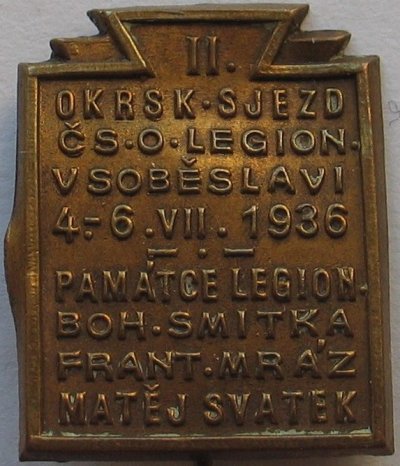 II.
OKRSK·SJEZD
ČS·O·LEGION·
V SOBĚSLAVI
4.–6.VII.1936
— · —
PAMÁTCE LEGION·
BOH·SMITKA
FRANT·MRÁZ
MATĚJ SVATEK